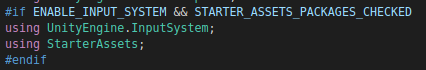 #if ENABLE_INPUT_SYSTEM && STARTER_ASSETS_PACKAGES_CHECKED
using UnityEngine.InputSystem;
using StarterAssets;
#endif